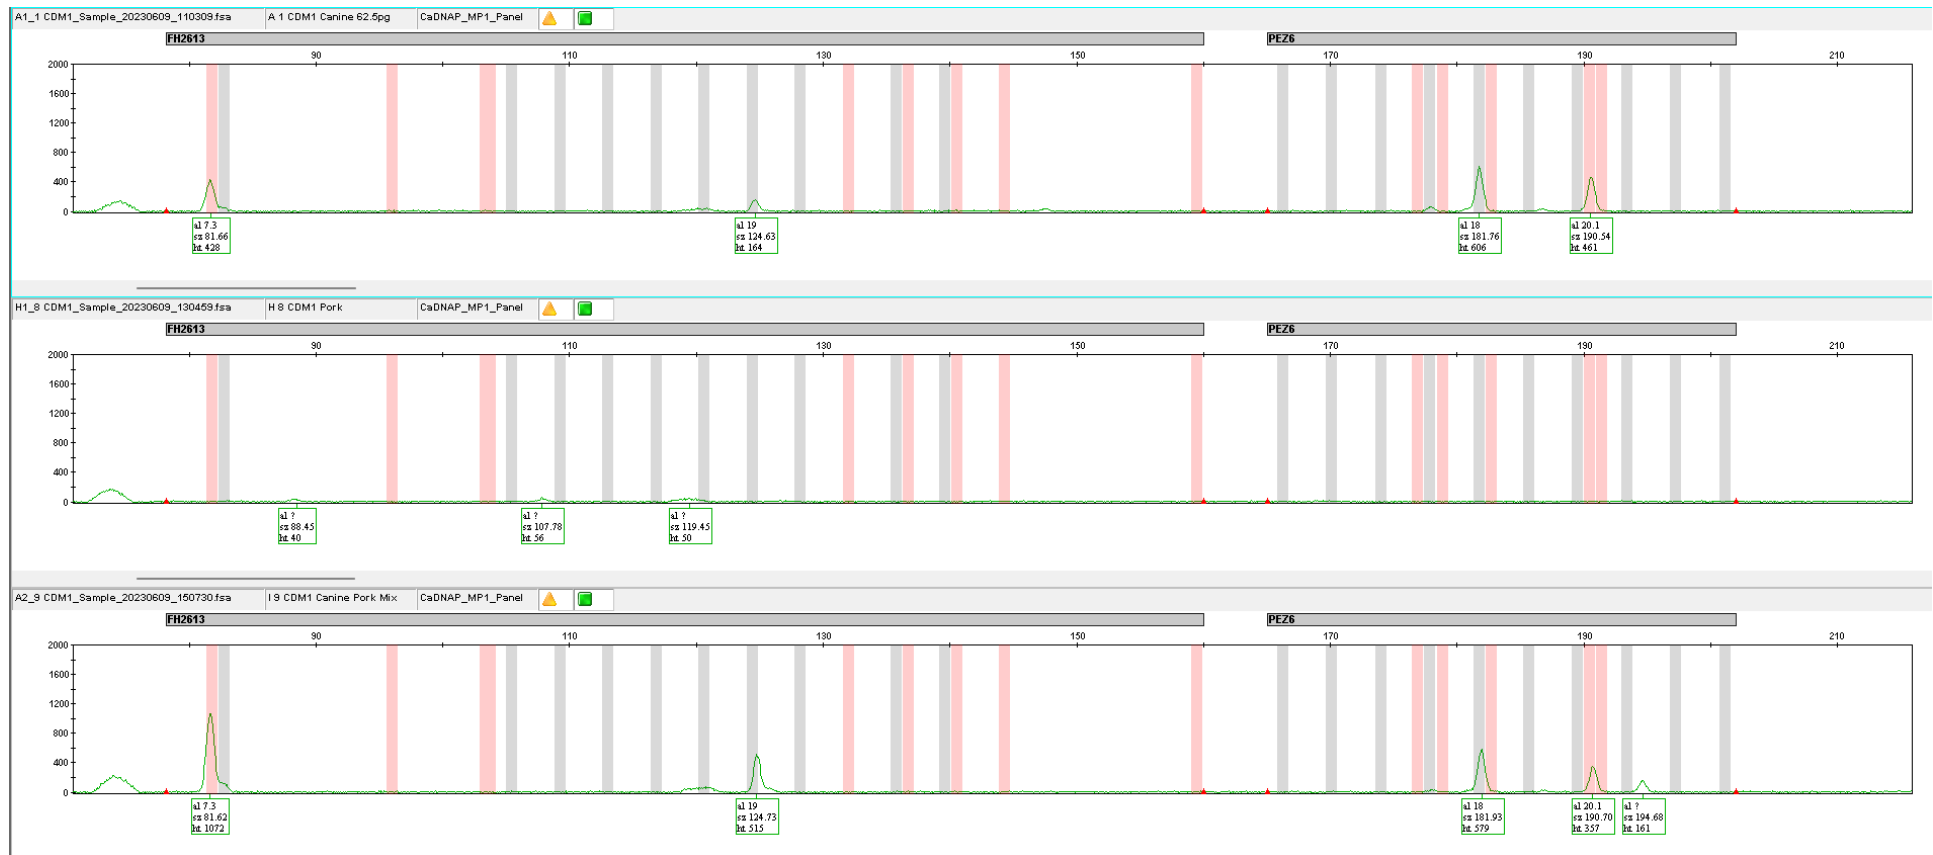 A1_1 CDM1_Sample_20230609_110309.fsa A 1 CDM1 Canine 62.5pg CaDNAP_MP1_Panel
FH2613 PEZ6
90 110 130 150 170 190 210
2000
1600
1200
800
400
0
al 7.3
sz 81.66
ht 428
al 19
sz 124.63
ht 164
al 18
sz 181.76
ht 606
al 20.1
sz 190.54
ht 461
H1_8 CDM1_Sample_20230609_130459.fsa H 8 CDM1 Pork CaDNAP_MP1_Panel
FH2613 PEZ6
90 110 130 150 170 190 210
2000
1600
1200
800
400
0
al ?
sz 88.45
ht 40
al ?
sz 107.78
ht 56
al ?
sz 119.45
ht 50
A2_9 CDM1_Sample_20230609_150730.fsa I 9 CDM1 Canine Pork Mix CaDNAP_MP1_Panel
FH2613 PEZ6
90 110 130 150 170 190 210
2000
1600
1200
800
400
0
al 7.3
sz 81.62
ht 1072
al 19
sz 124.73
ht 515
al 18
sz 181.93
ht 579
al 20.1
sz 190.70
ht 357
al ?
sz 194.68
ht 161